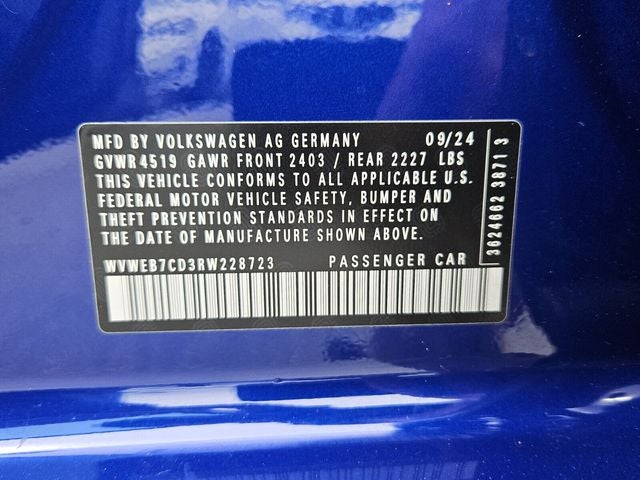 MFD BY VOLKSWAGEN AG GERMANY 09/24
GVWR 4519 GAWR FRONT 2403 / REAR 2227 LBS
THIS VEHICLE CONFORMS TO ALL APPLICABLE U.S.
FEDERAL MOTOR VEHICLE SAFETY, BUMPER AND
THEFT PREVENTION STANDARDS IN EFFECT ON
THE DATE OF MANUFACTURE SHOWN ABOVE.
WVWEB7CD3RW228723 PASSENGER CAR
3624662 3871 3